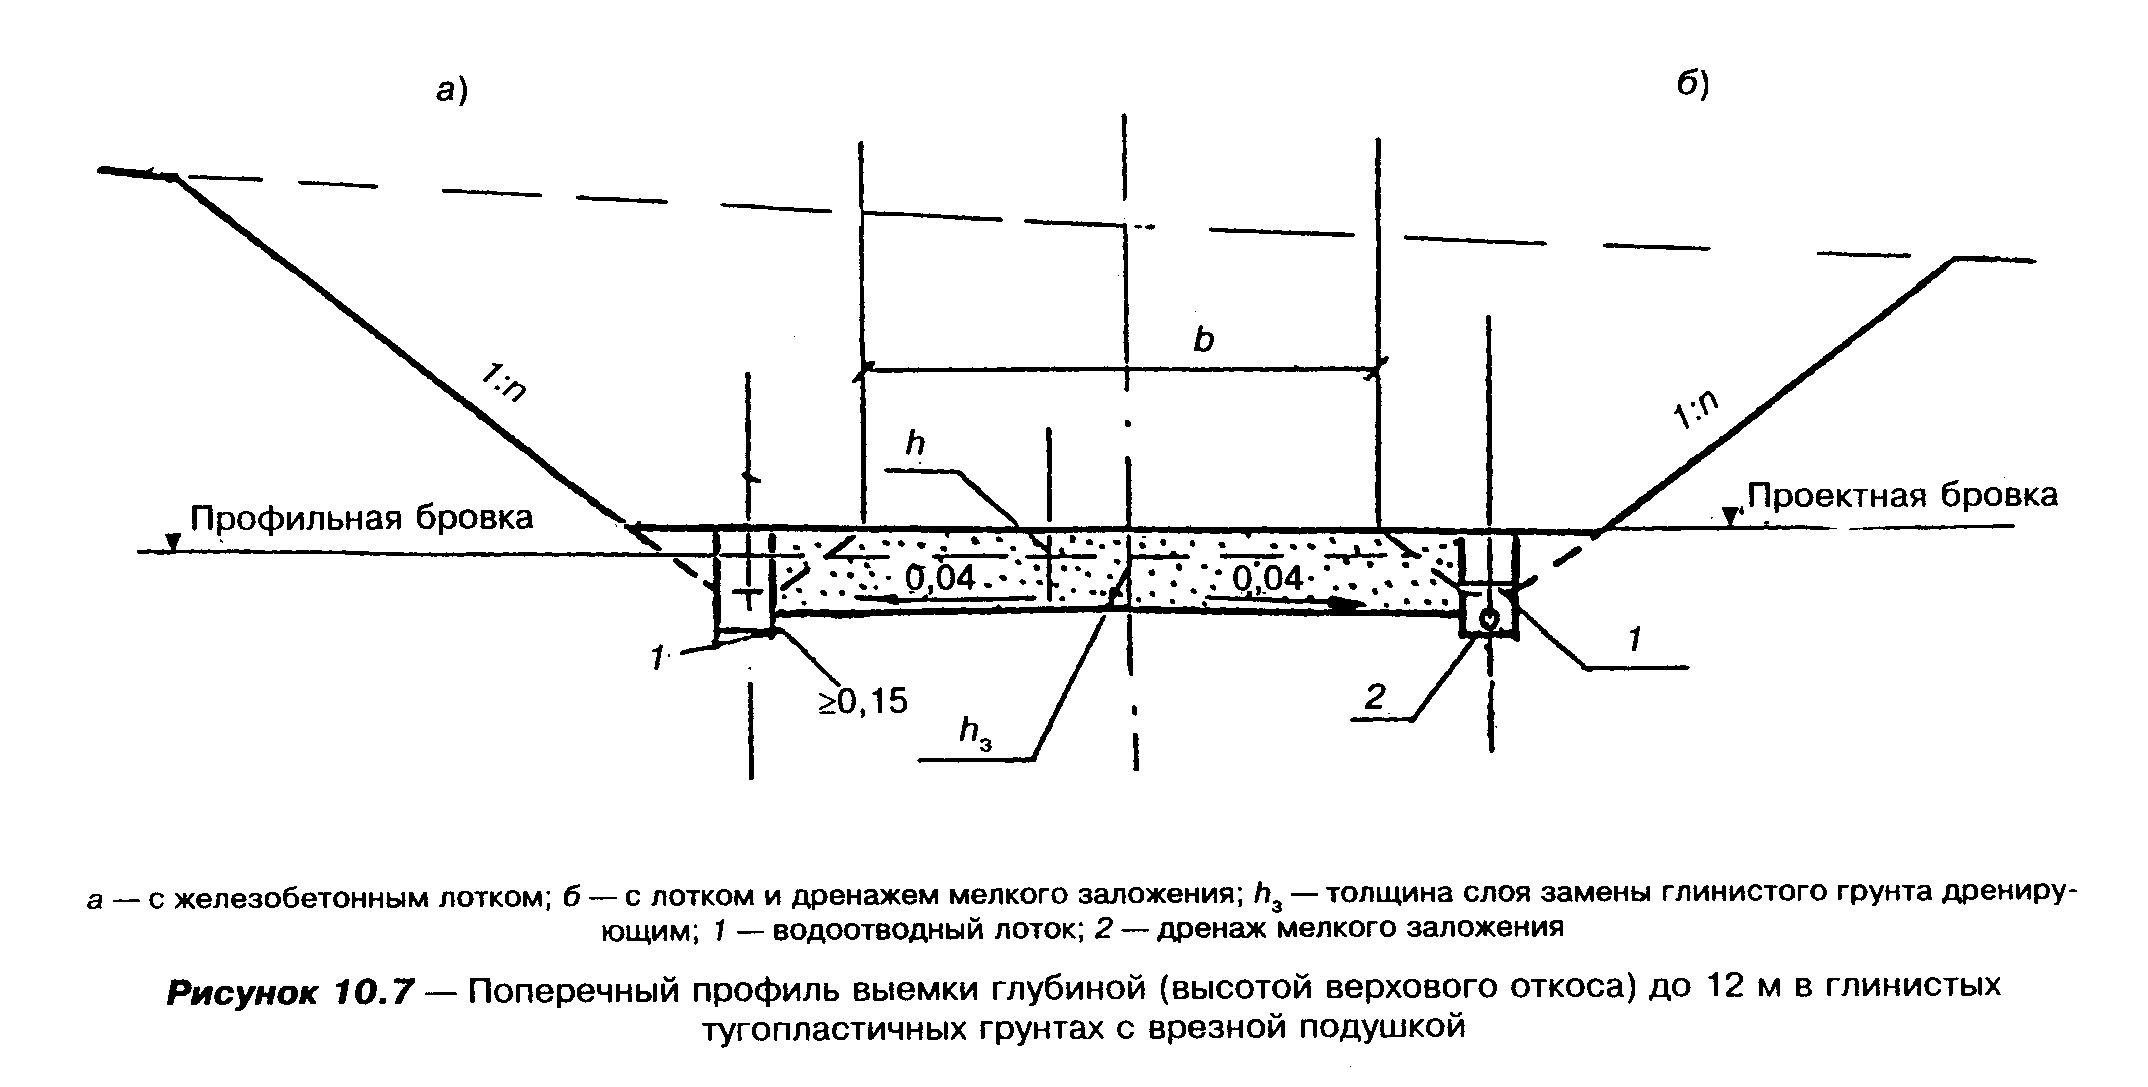 а)
б)
1:n
b
1:n
h
Профильная бровка
Проектная бровка
0,04
0,04
1
≥0,15
hз
2
1
а — с железобетонным лотком; б — с лотком и дренажем мелкого заложения; hз — толщина слоя замены глинистого грунта дрениру-
ющим; 1 — водоотводный лоток; 2 — дренаж мелкого заложения
Рисунок 10.7 — Поперечный профиль выемки глубиной (высотой верхового откоса) до 12 м в глинистых
тугопластичных грунтах с врезной подушкой